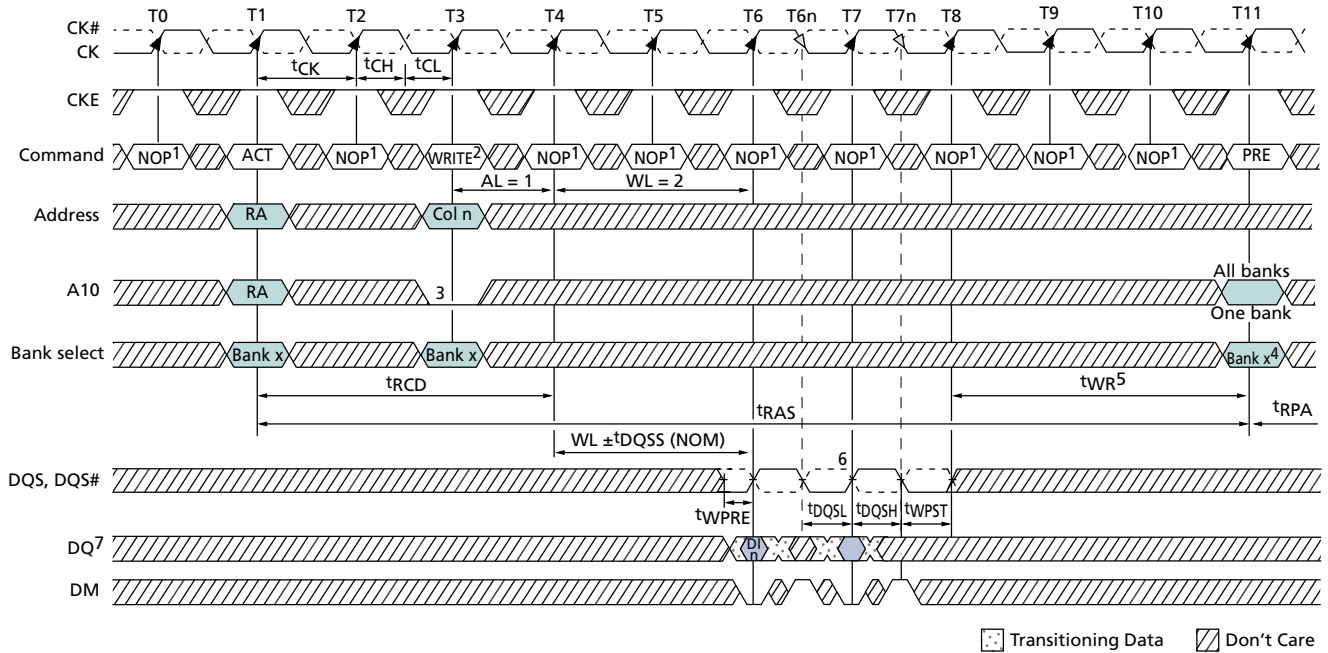 T0 T1 T2 T3 T4 T5 T6 T6n T7 T7n T8 T9 T10 T11
CK#
CK
tCK tCH tCL
CKE
Command NOP1 ACT NOP1 WRITE2 NOP1 NOP1 NOP1 NOP1 NOP1 NOP1 NOP1 PRE
AL = 1 WL = 2
Address RA Col n
All banks
A10 RA 3
One bank
Bank select Bank x Bank x Bank x4
tRCD tWR5
tRAS tRPA
WL ±tDQSS (NOM)
6
DQS, DQS#
tWPRE tDQSL tDQSH tWPST
DQ7 DI
n
DM
Transitioning Data Don't Care